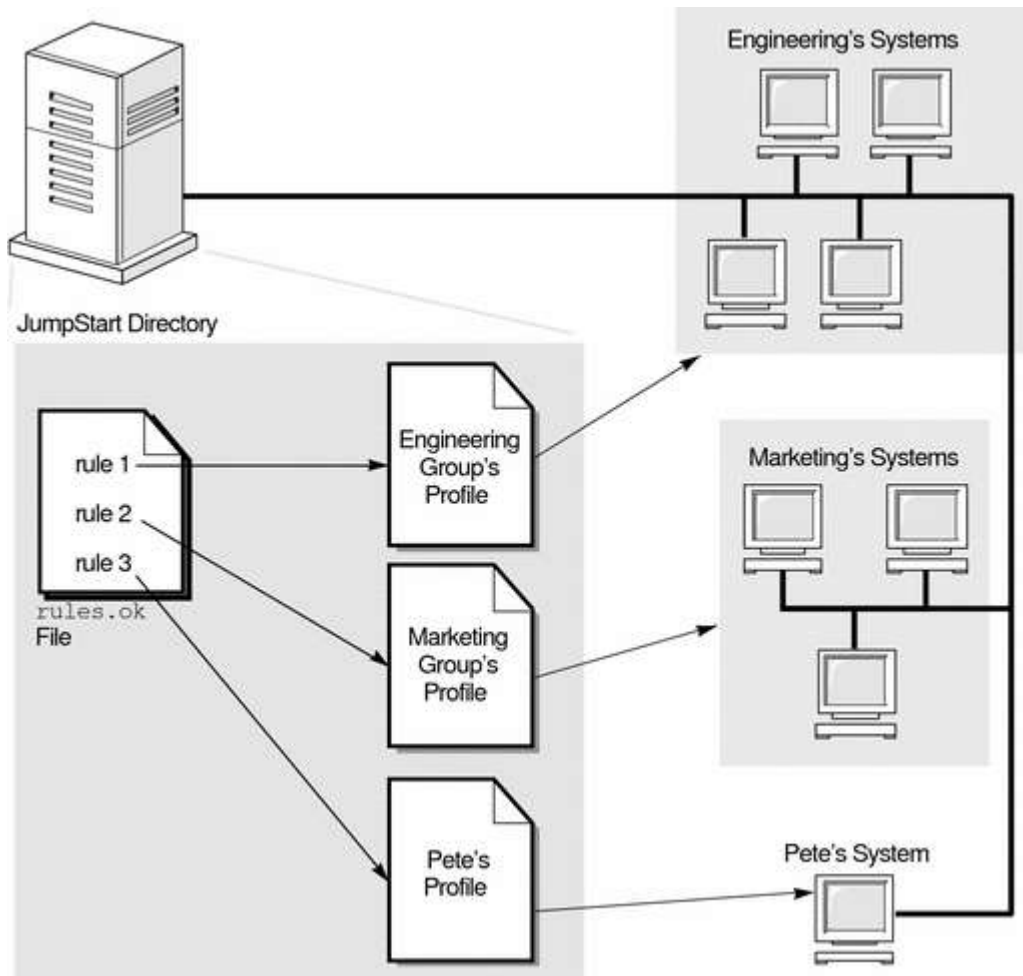 Engineering's Systems
JumpStart Directory
rule 1
rule 2
rule 3
rules.ok
File
Engineering
Group's
Profile
Marketing
Group's
Profile
Pete's
Profile
Marketing's Systems
Pete's System